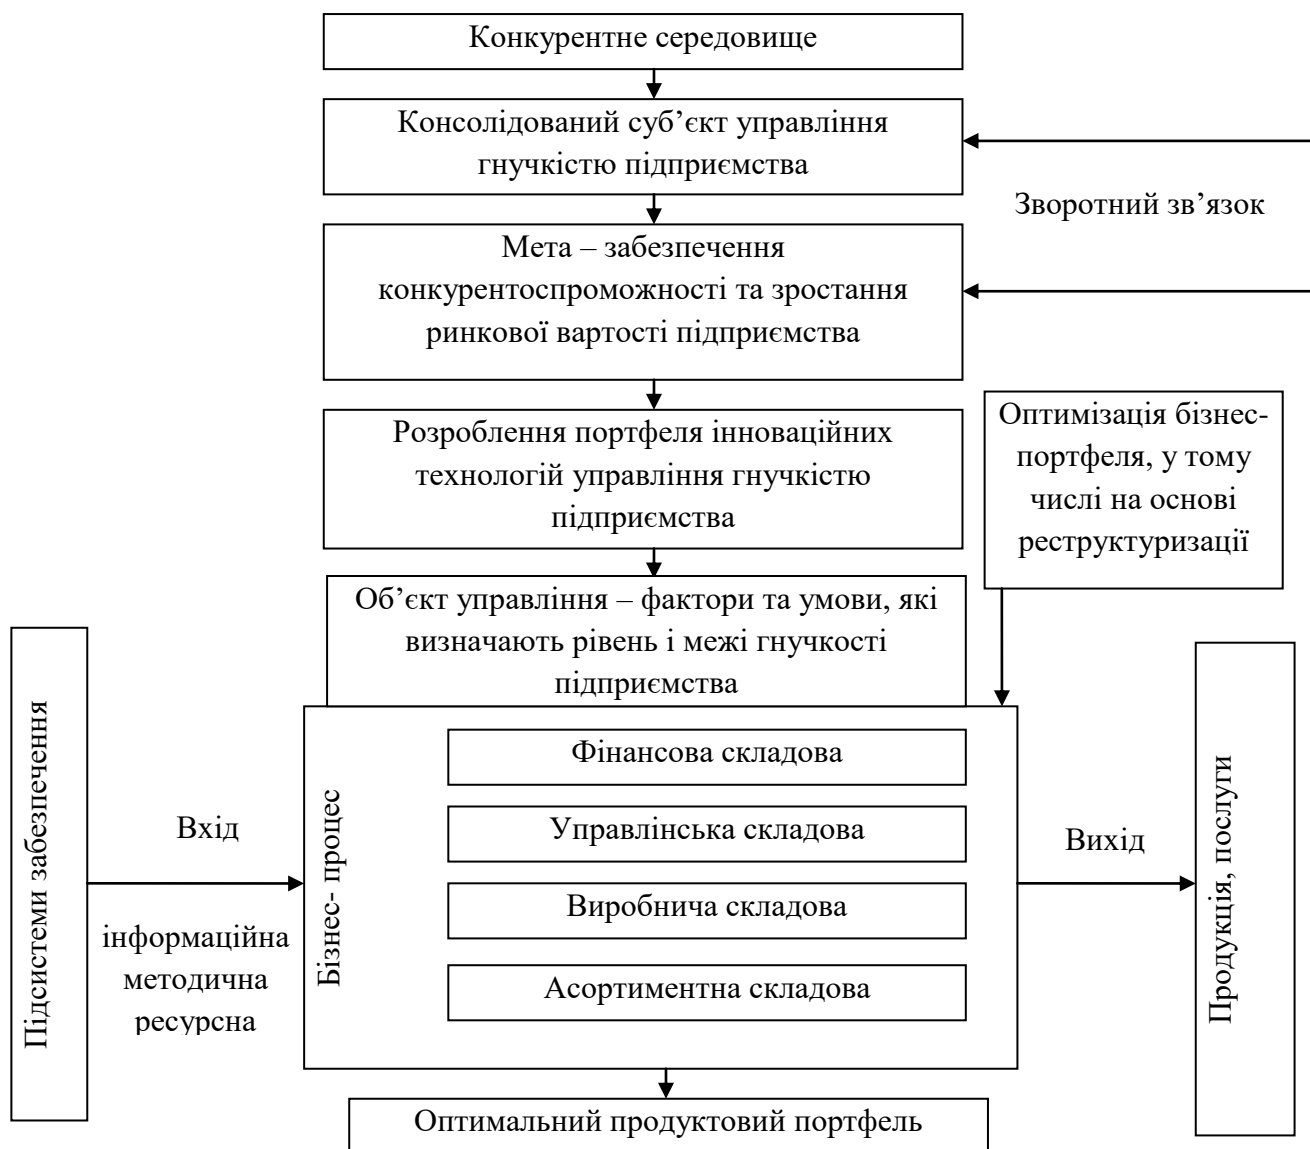 Конкурентне середовище
Консолідований суб’єкт управління
гнучкістю підприємства
Зворотний зв’язок
Мета – забезпечення
конкурентоспроможності та зростання
ринкової вартості підприємства
Розроблення портфеля інноваційних
технологій управління гнучкістю
підприємства
Оптимізація бізнес-
портфеля, у тому
числі на основі
реструктуризації
Об’єкт управління – фактори та умови, які
визначають рівень і межі гнучкості
підприємства
Підсистеми забезпечення
Вхід
інформаційна
методична
ресурсна
Бізнес- процес
Фінансова складова
Управлінська складова
Виробнича складова
Асортиментна складова
Вихід
Продукція, послуги
Оптимальний продуктовий портфель